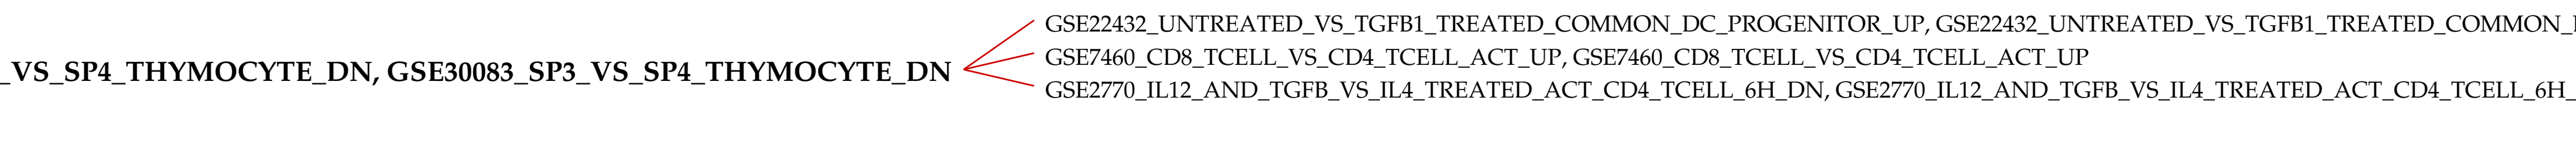 GSE22432_UNTREATED_VS_TGFB1_TREATED_COMMON_DC_PROGENITOR_UP, GSE22432_UNTREATED_VS_TGFB1_TREATED_COMMON_
GSE7460_CD8_TCELL_VS_CD4_TCELL_ACT_UP, GSE7460_CD8_TCELL_VS_CD4_TCELL_ACT_UP
_VS_SP4_THYMOCYTE_DN, GSE30083_SP3_VS_SP4_THYMOCYTE_DN
GSE2770_IL12_AND_TGFB_VS_IL4_TREATED_ACT_CD4_TCELL_6H_DN, GSE2770_IL12_AND_TGFB_VS_IL4_TREATED_ACT_CD4_TCELL_6H_